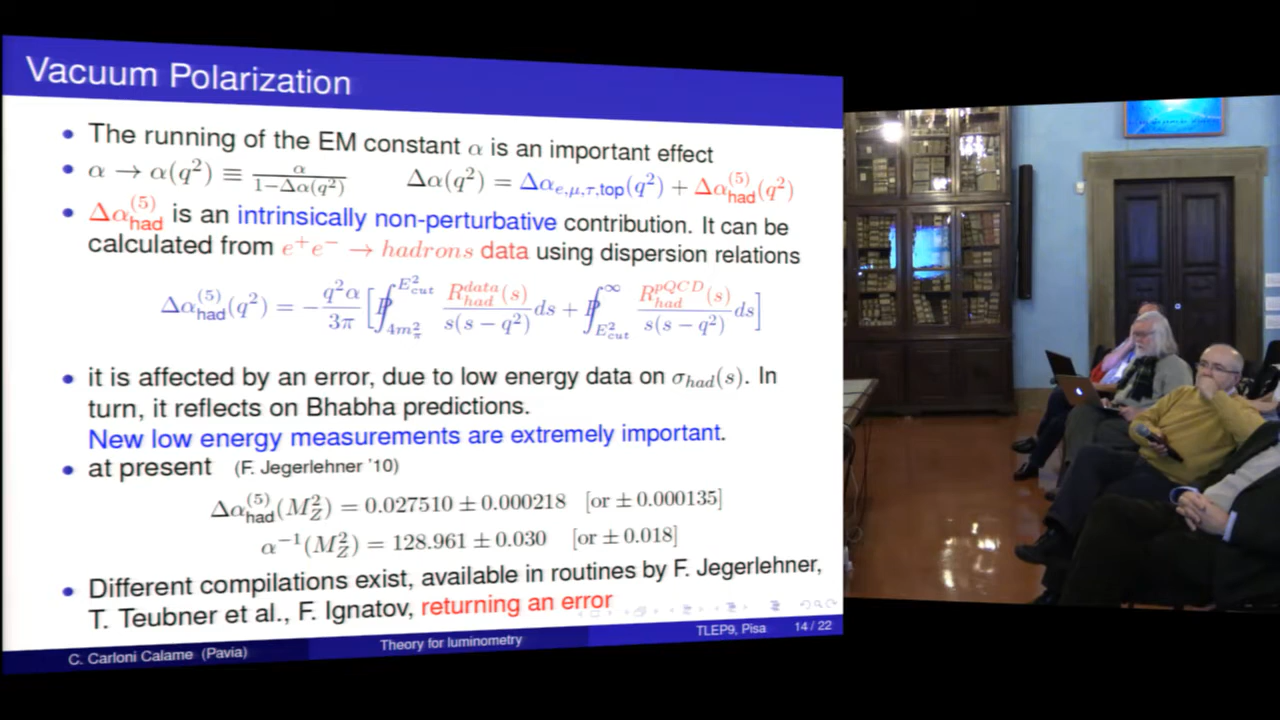 Vacuum Polarization
• The running of the EM constant α is an important effect
• α → α(q²) ≡ α / (1−Δα(q²))    Δα(q²) = Δα_{e,μ,τ,top}(q²) + Δα_{had}^{(5)}(q²)
• Δα_{had}^{(5)} is an intrinsically non-perturbative contribution. It can be
calculated from e⁺e⁻ → hadrons data using dispersion relations
Δα_{had}^{(5)}(q²) = −(q²α / 3π) [ P∫_{4m_π²}^{E²_{cut}} R_{had}^{data}(s) / (s(s − q²)) ds + P∫_{E²_{cut}}^{∞} R_{had}^{pQCD}(s) / (s(s − q²)) ds ]
• it is affected by an error, due to low energy data on σ_{had}(s). In
turn, it reflects on Bhabha predictions.
New low energy measurements are extremely important.
• at present (F. Jegerlehner '10)
Δα_{had}^{(5)}(M_Z²) = 0.027510 ± 0.000218 [or ± 0.000135]
α⁻¹(M_Z²) = 128.961 ± 0.030 [or ± 0.018]
• Different compilations exist, available in routines by F. Jegerlehner,
T. Teubner et al., F. Ignatov, returning an error
C. Carloni Calame (Pavia)    Theory for luminometry    TLEP9, Pisa    14 / 22